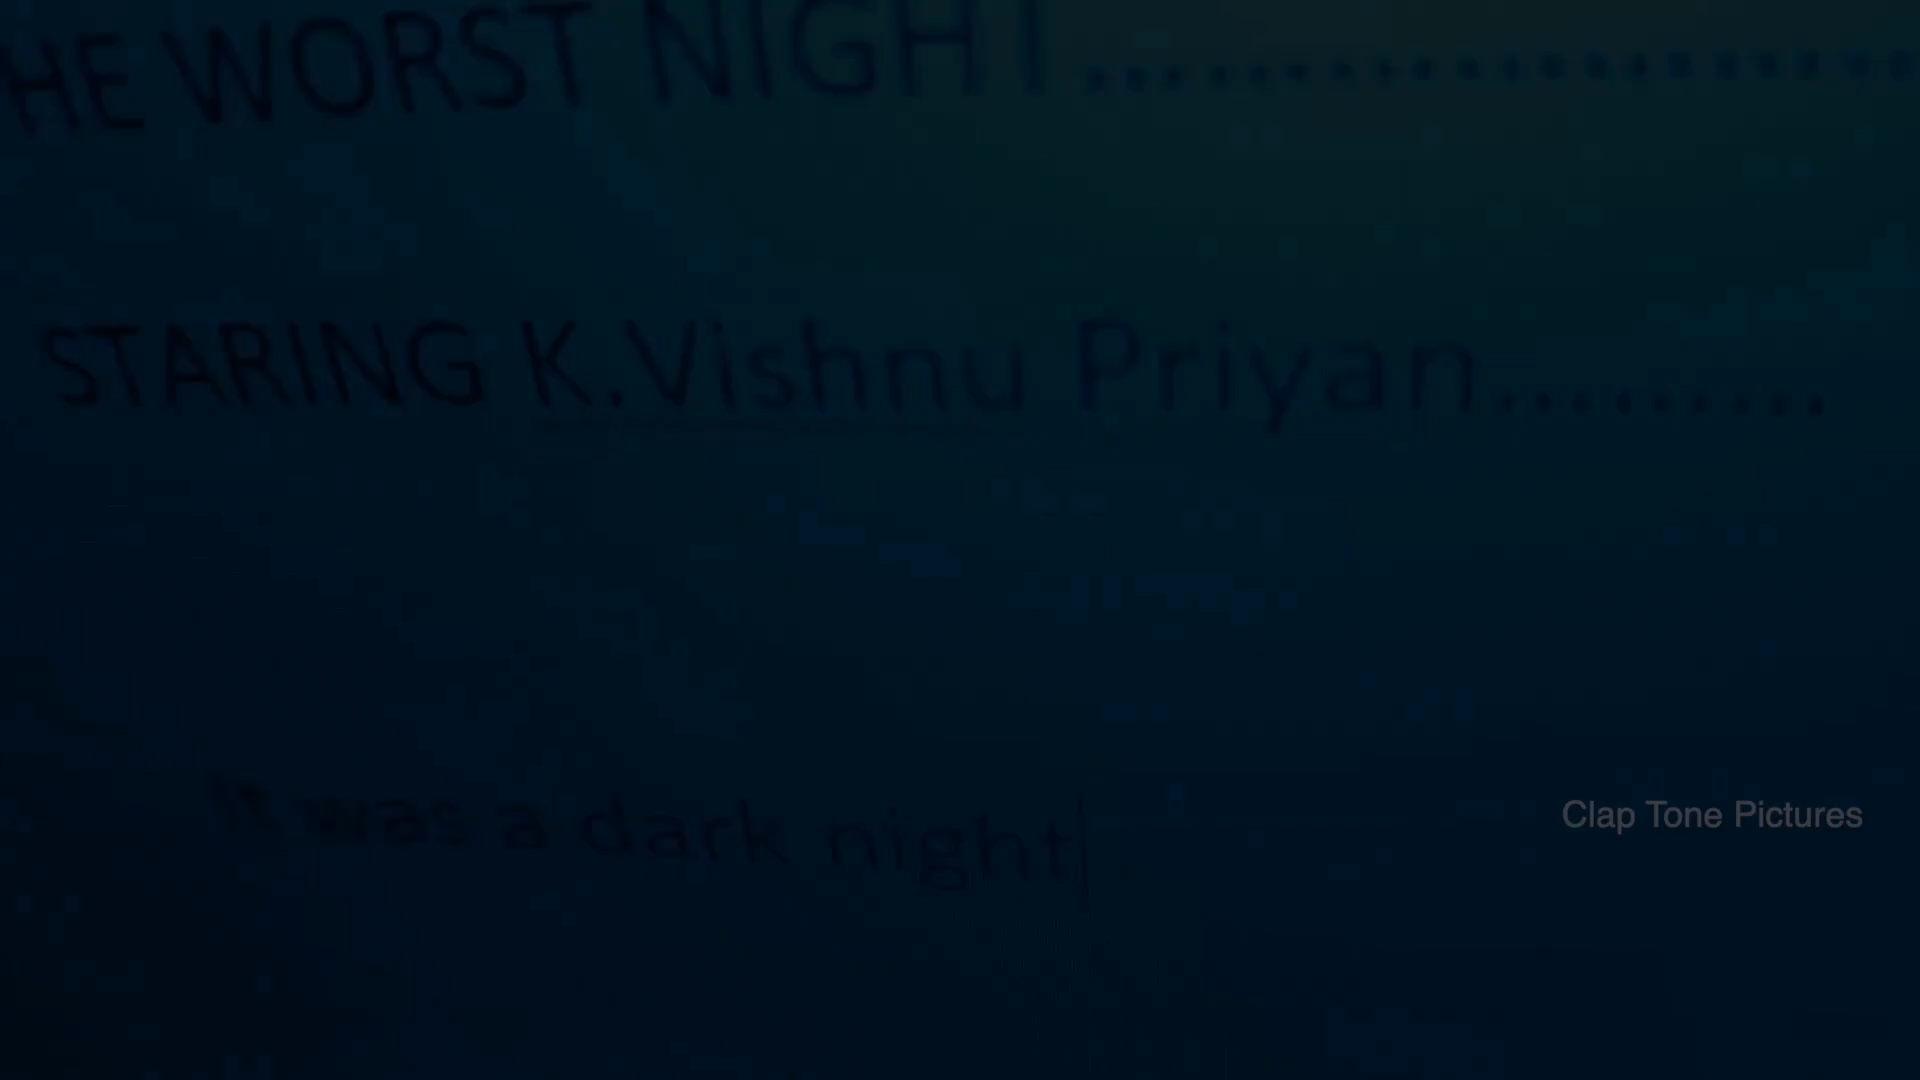 HE WORST NIGHT....................
STARING K.Vishnu Priyan.........
It was a dark night
Clap Tone Pictures